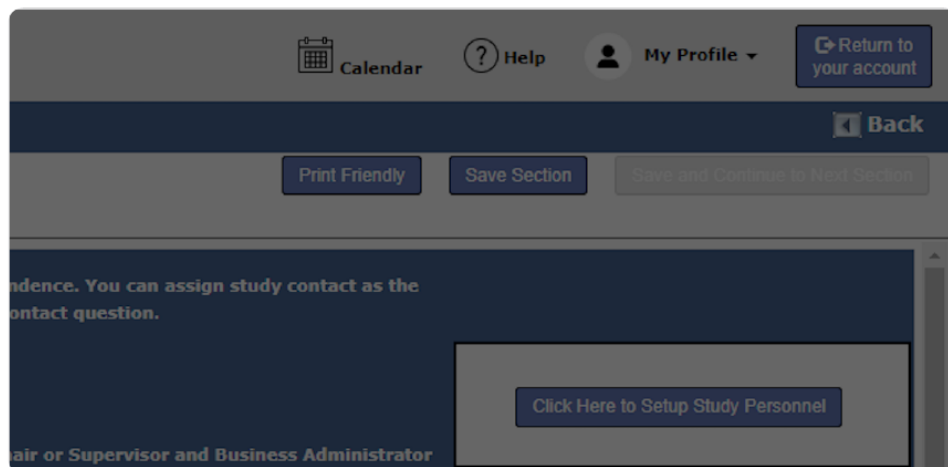 Calendar
Help
My Profile
Return to your account
Back
Print Friendly
Save Section
Save and Continue to Next Section
ndence. You can assign study contact as the
ontact question.
Click Here to Setup Study Personnel
hair or Supervisor and Business Administrator